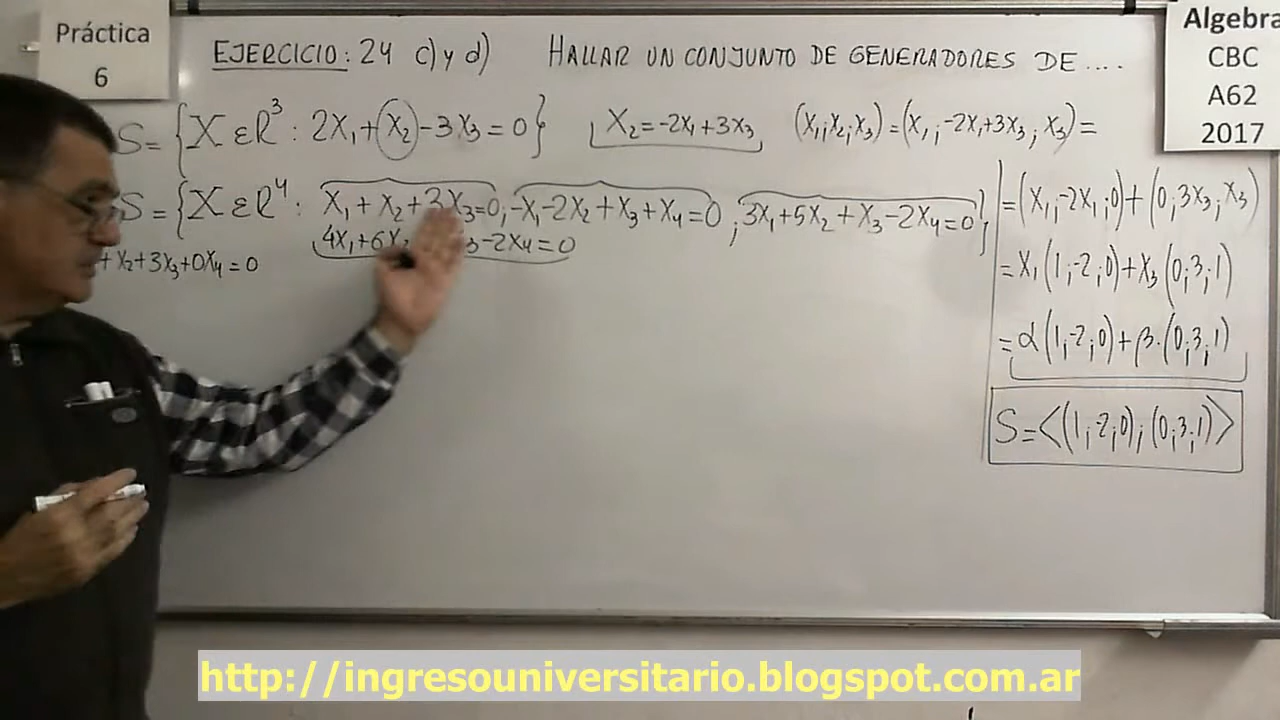 Práctica
6
EJERCICIO: 24 c) y d) HALLAR UN CONJUNTO DE GENERADORES DE ....
Algebra
CBC
A62
2017
S = { X ε R³ : 2X₁ + X₂ - 3X₃ = 0 } X₂ = -2X₁ + 3X₃ (X₁; X₂; X₃) = (X₁; -2X₁+3X₃; X₃) =
S = { X ε R⁴ : X₁ + X₂ + 3X₃ = 0; -X₁ - 2X₂ + X₃ + X₄ = 0; 3X₁ + 5X₂ + X₃ - 2X₄ = 0 }
4X₁ + 6X₂ ₃ - 2X₄ = 0
+ X₂ + 3X₃ + 0X₄ = 0
= (X₁; -2X₁; 0) + (0; 3X₃; X₃)
= X₁ (1; -2; 0) + X₃ (0; 3; 1)
= α (1; -2; 0) + β · (0; 3; 1)
S = <(1; -2; 0); (0; 3; 1)>
http://ingresouniversitario.blogspot.com.ar